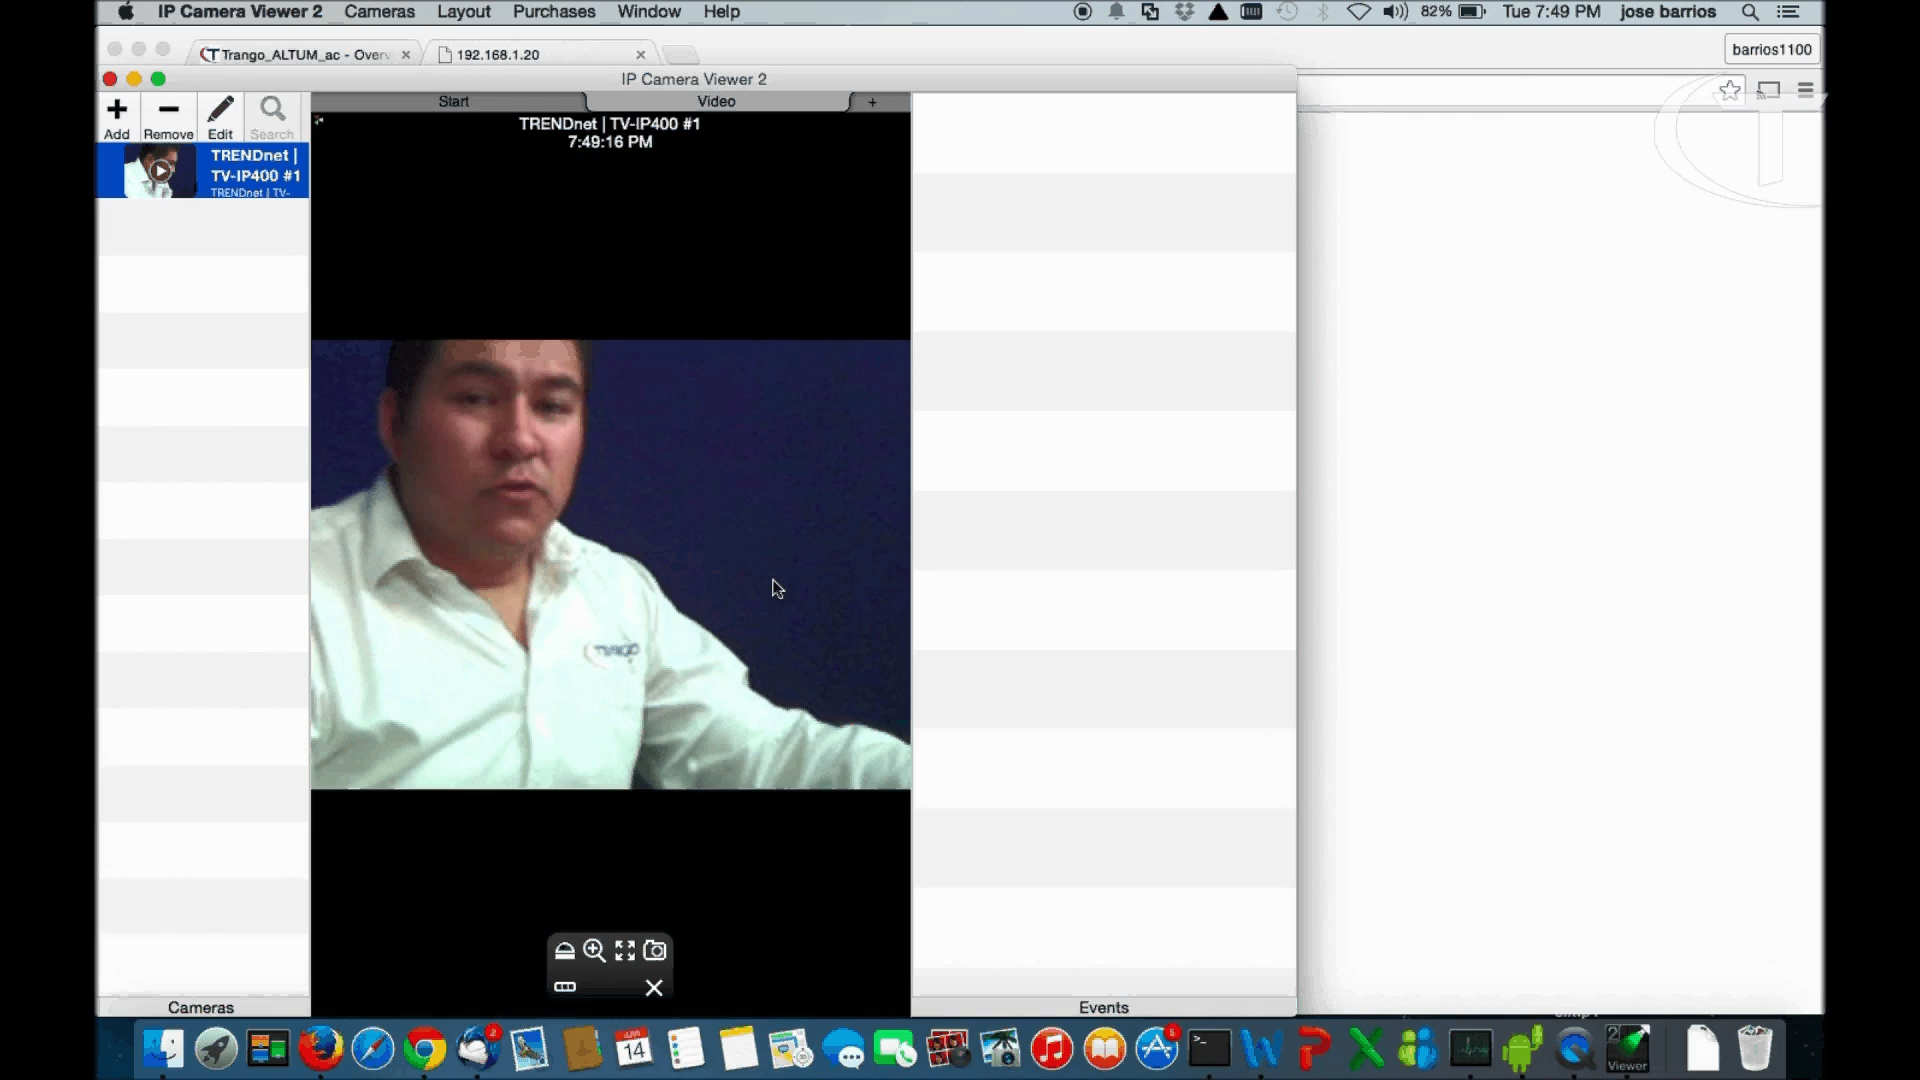 IP Camera Viewer 2 Cameras Layout Purchases Window Help 82% Tue 7:49 PM jose barrios
Trango_ALTUM_ac - Overv
192.168.1.20
barrios1100
IP Camera Viewer 2
Add Remove Edit Search
Start Video +
TRENDnet | TV-IP400 #1
7:49:16 PM
TRENDnet |
TV-IP400 #1
TRENDnet | TV-
Cameras
Events
2
14
6
Viewer